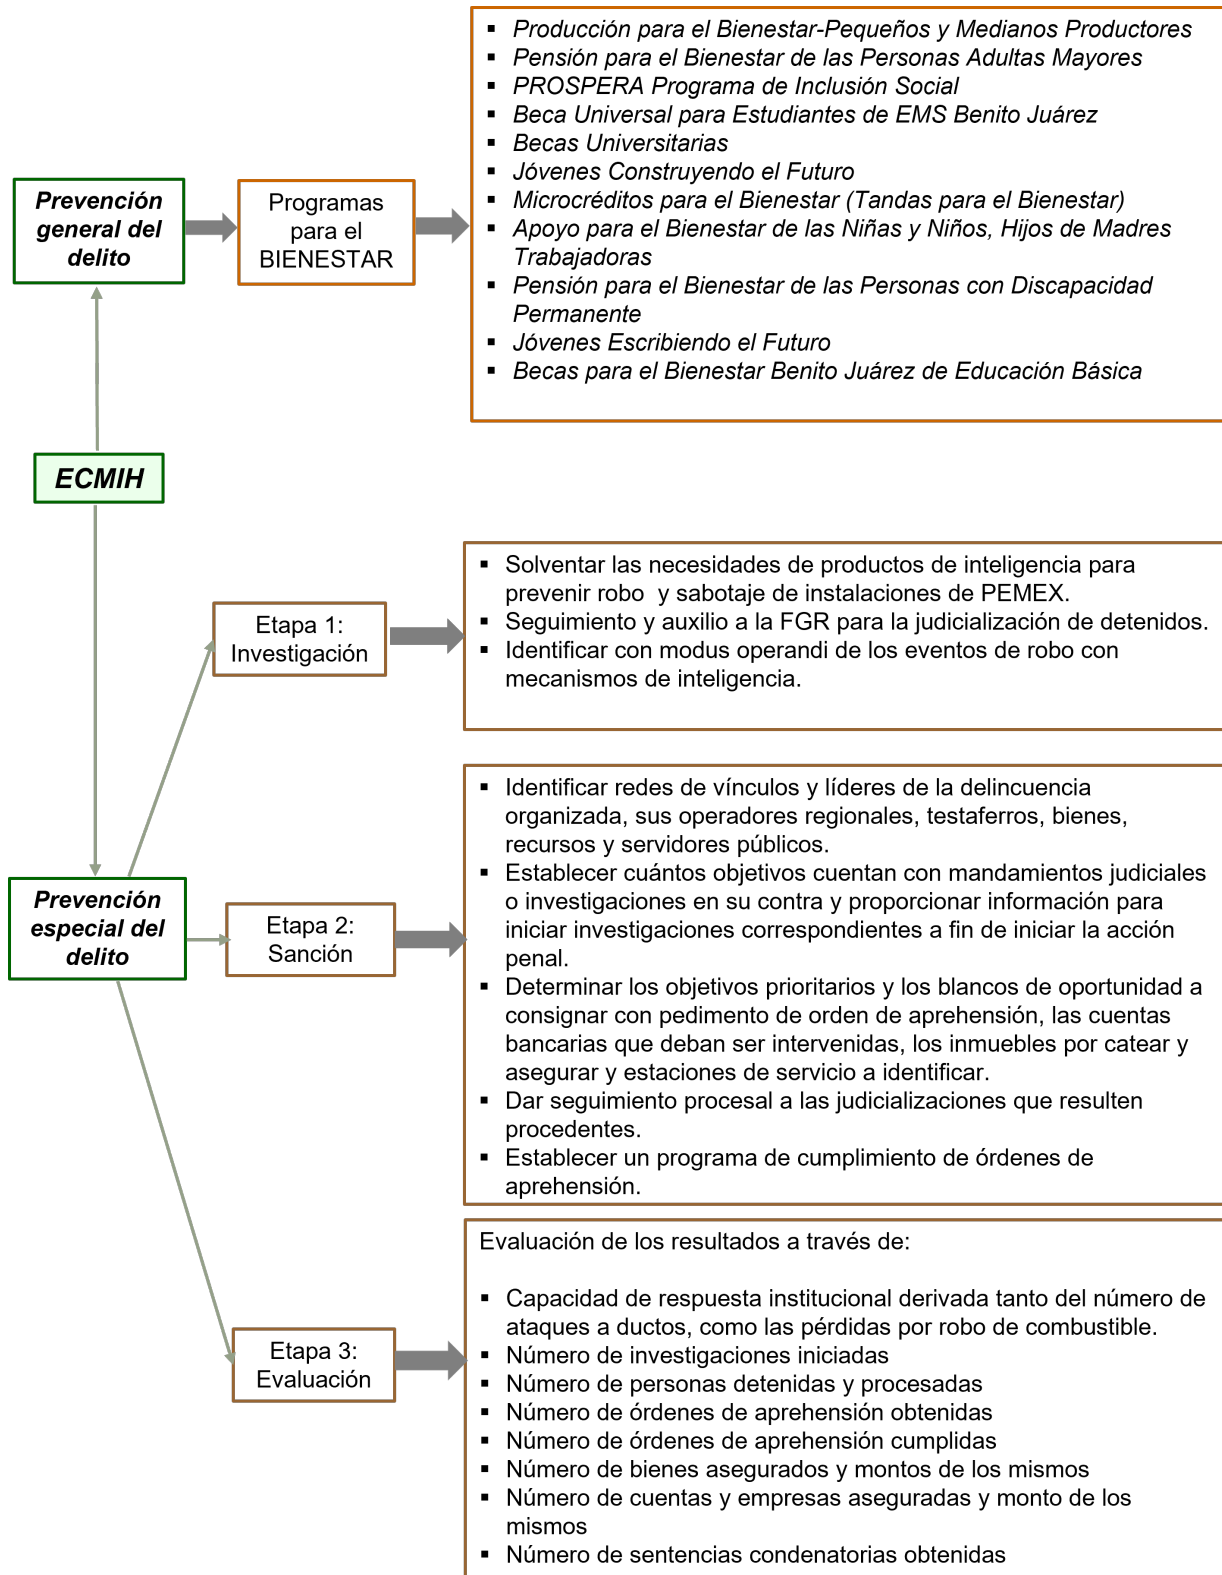 ▪ Producción para el Bienestar-Pequeños y Medianos Productores
▪ Pensión para el Bienestar de las Personas Adultas Mayores
▪ PROSPERA Programa de Inclusión Social
▪ Beca Universal para Estudiantes de EMS Benito Juárez
▪ Becas Universitarias
▪ Jóvenes Construyendo el Futuro
▪ Microcréditos para el Bienestar (Tandas para el Bienestar)
▪ Apoyo para el Bienestar de las Niñas y Niños, Hijos de Madres
Trabajadoras
▪ Pensión para el Bienestar de las Personas con Discapacidad
Permanente
▪ Jóvenes Escribiendo el Futuro
▪ Becas para el Bienestar Benito Juárez de Educación Básica
Prevención
general del
delito
Programas
para el
BIENESTAR
ECMIH
Etapa 1:
Investigación
▪ Solventar las necesidades de productos de inteligencia para
prevenir robo  y sabotaje de instalaciones de PEMEX.
▪ Seguimiento y auxilio a la FGR para la judicialización de detenidos.
▪ Identificar con modus operandi de los eventos de robo con
mecanismos de inteligencia.
Prevención
especial del
delito
Etapa 2:
Sanción
▪ Identificar redes de vínculos y líderes de la delincuencia
organizada, sus operadores regionales, testaferros, bienes,
recursos y servidores públicos.
▪ Establecer cuántos objetivos cuentan con mandamientos judiciales
o investigaciones en su contra y proporcionar información para
iniciar investigaciones correspondientes a fin de iniciar la acción
penal.
▪ Determinar los objetivos prioritarios y los blancos de oportunidad a
consignar con pedimento de orden de aprehensión, las cuentas
bancarias que deban ser intervenidas, los inmuebles por catear y
asegurar y estaciones de servicio a identificar.
▪ Dar seguimiento procesal a las judicializaciones que resulten
procedentes.
▪ Establecer un programa de cumplimiento de órdenes de
aprehensión.
Etapa 3:
Evaluación
Evaluación de los resultados a través de:
▪ Capacidad de respuesta institucional derivada tanto del número de
ataques a ductos, como las pérdidas por robo de combustible.
▪ Número de investigaciones iniciadas
▪ Número de personas detenidas y procesadas
▪ Número de órdenes de aprehensión obtenidas
▪ Número de órdenes de aprehensión cumplidas
▪ Número de bienes asegurados y montos de los mismos
▪ Número de cuentas y empresas aseguradas y monto de los
mismos
▪ Número de sentencias condenatorias obtenidas